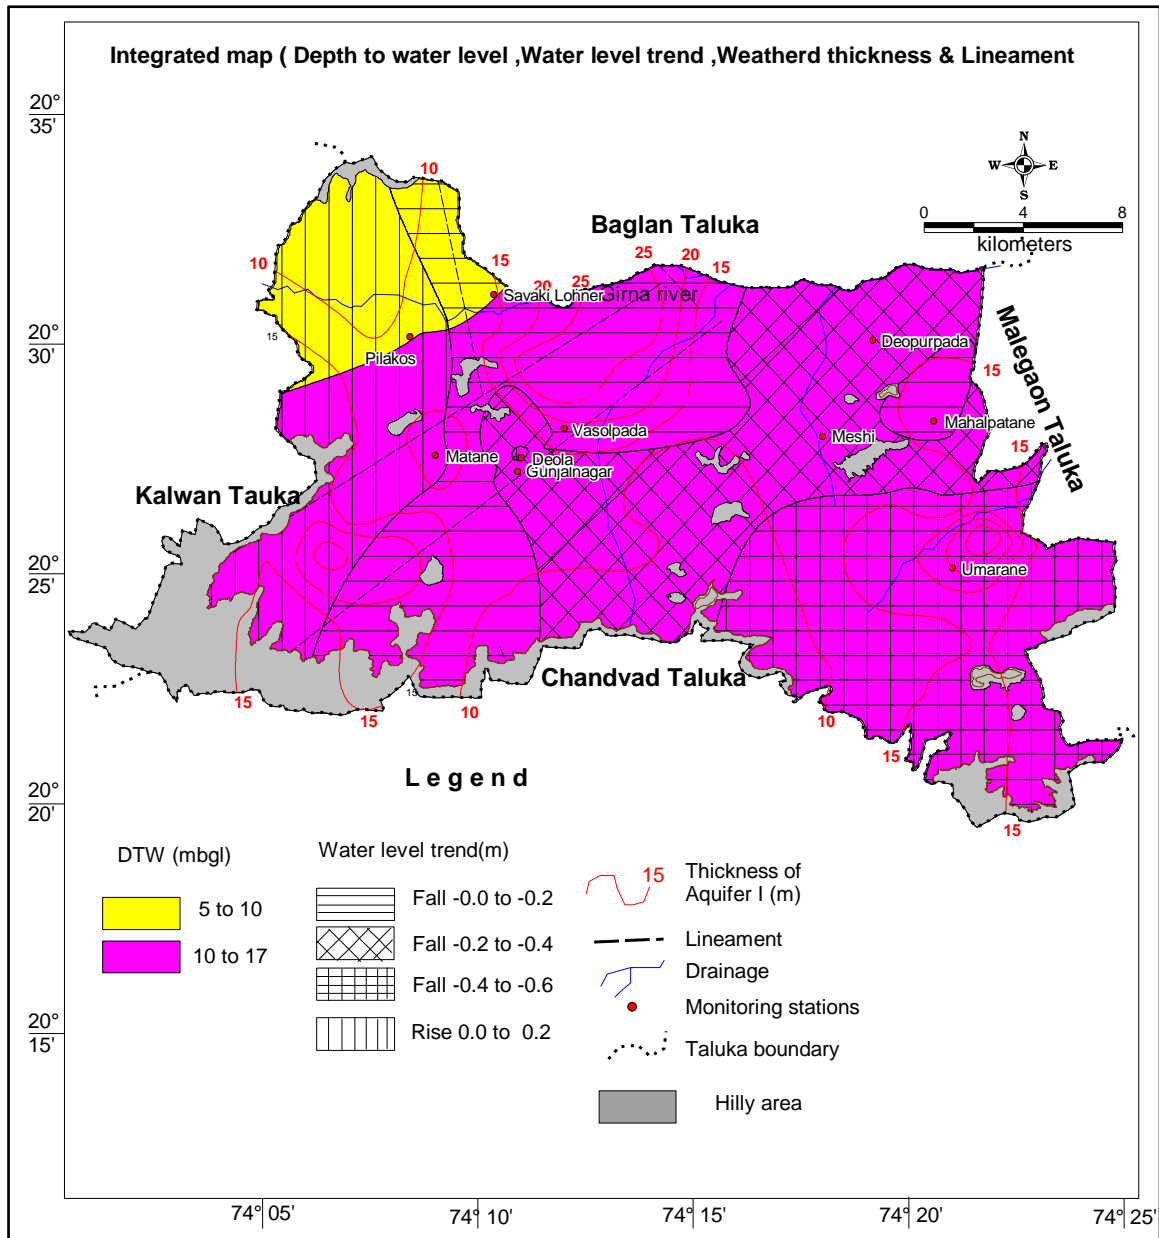 Integrated map ( Depth to water level ,Water level trend ,Weatherd thickness & Lineament
20°
35'
N
W E
S
0 4 8
kilometers
Baglan Taluka
10
10
15
20
25
25
20
15
Savaki Lohner
Girna river
20°
30'
15
Pilakos
Deopurpada
15
Malegaon Taluka
Mahalpatane
Vasolpada
Meshi
15
Matane
Deola
Gunjalnagar
Kalwan Tauka
20°
25'
Umarane
Chandvad Taluka
15
15
15
10
10
15
15
20°
20'
Legend
DTW (mbgl)
5 to 10
10 to 17
Water level trend(m)
Fall -0.0 to -0.2
Fall -0.2 to -0.4
Fall -0.4 to -0.6
Rise 0.0 to 0.2
15
Thickness of
Aquifer I (m)
Lineament
Drainage
Monitoring stations
Taluka boundary
Hilly area
20°
15'
74° 05' 74° 10' 74° 15' 74° 20' 74° 25'